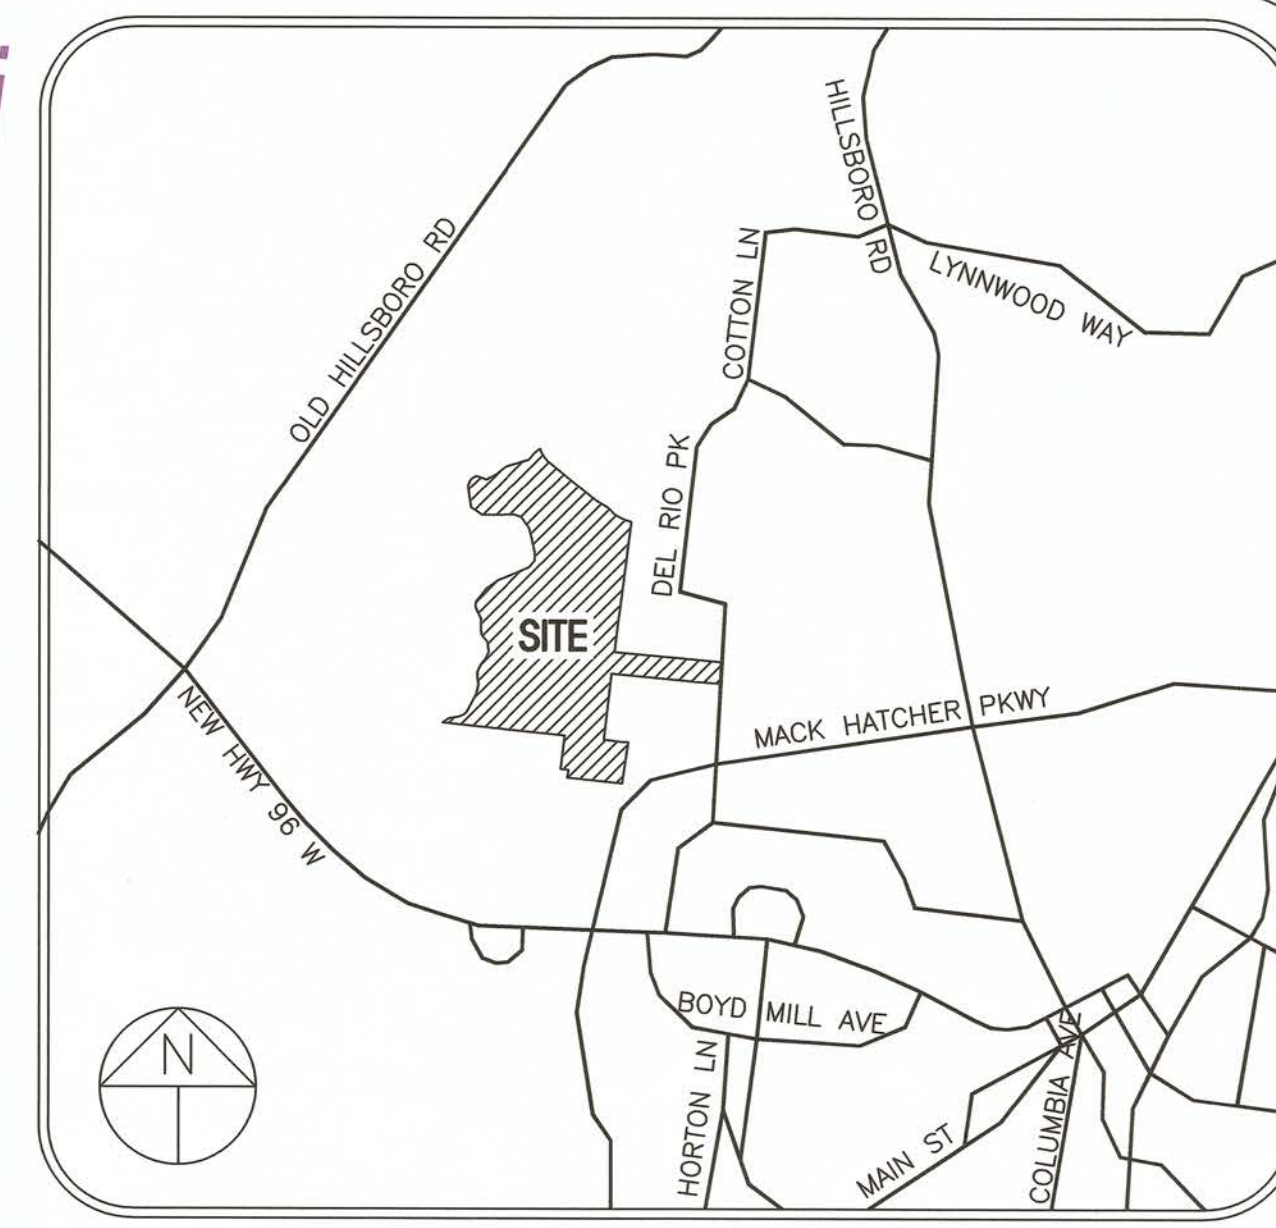 HILLSBORO RD
OLD HILLSBORO RD
COTTON LN
LYNNWOOD WAY
DEL RIO PK
SITE
NEW HWY 96 W
MACK HATCHER PKWY
BOYD MILL AVE
N
HORTON LN
MAIN ST
COLUMBIA AVE